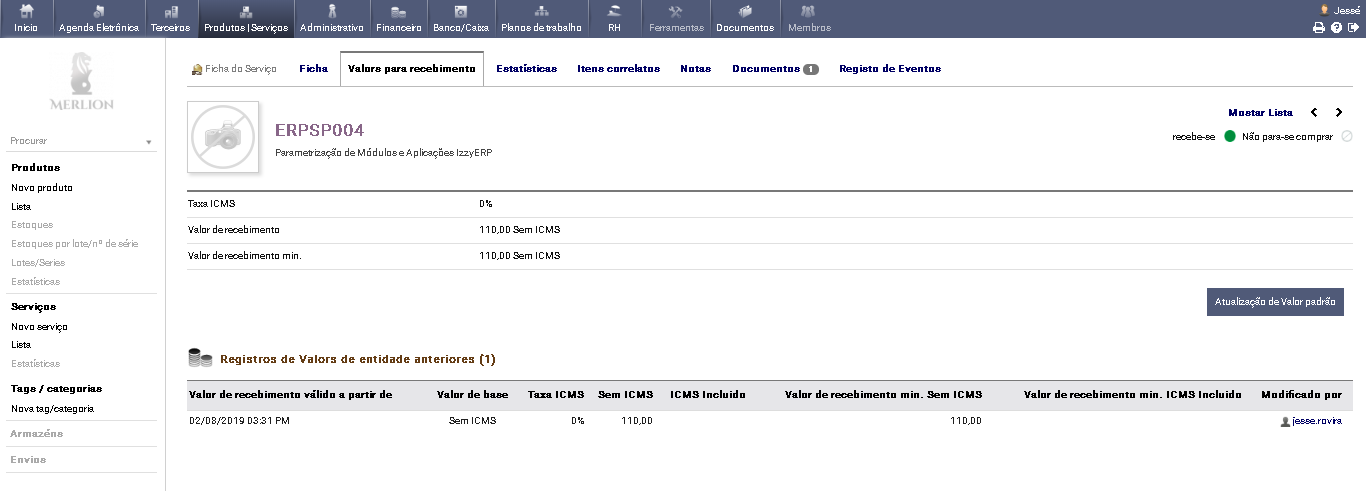 Início Agenda Eletrônica Terceiros Produtos | Serviços Administrativo Financeiro Banco/Caixa Planos de trabalho RH Ferramentas Documentos Membros
Jessé
MERLION
Procurar
Produtos
Novo produto
Lista
Estoques
Estoques por lote/nº de série
Lotes/Series
Estatísticas
Serviços
Novo serviço
Lista
Estatísticas
Tags / categorias
Nova tag/categoria
Armazéns
Envios
Ficha do Serviço Ficha Valors para recebimento Estatísticas Itens correlatos Notas Documentos 1 Registo de Eventos
Mostar Lista
ERPSP004
recebe-se Não para-se comprar
Parametrização de Módulos e Aplicações IzzyERP
Taxa ICMS 0%
Valor de recebimento 110,00 Sem ICMS
Valor de recebimento min. 110,00 Sem ICMS
Atualização de Valor padrão
Registros de Valors de entidade anteriores (1)
Valor de recebimento válido a partir de Valor de base Taxa ICMS Sem ICMS ICMS Incluido Valor de recebimento min. Sem ICMS Valor de recebimento min. ICMS Incluido Modificado por
02/08/2019 03:31 PM Sem ICMS 0% 110,00 110,00 jesse.rovira